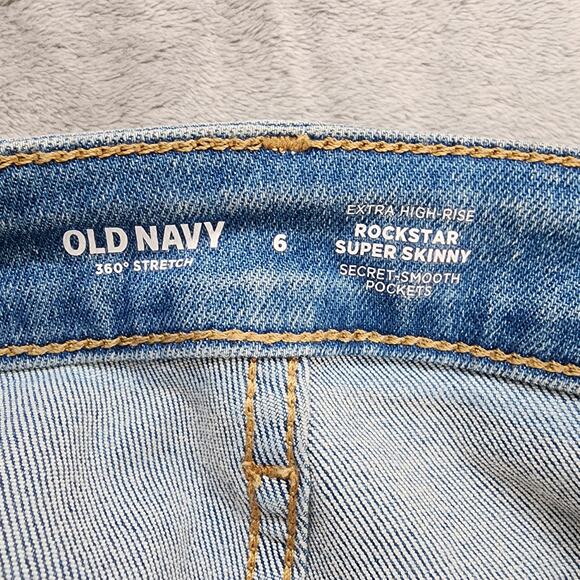 OLD NAVY
360° STRETCH
6
EXTRA HIGH-RISE
ROCKSTAR
SUPER SKINNY
SECRET-SMOOTH
POCKETS